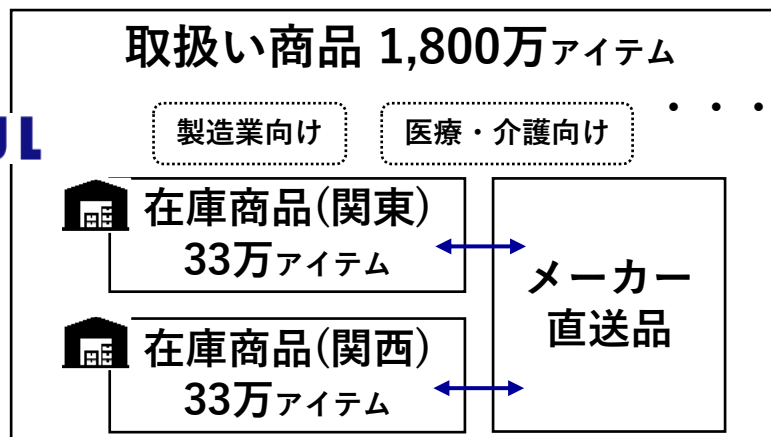 取扱い商品 1,800万アイテム
製造業向け
医療・介護向け
・・・
在庫商品(関東)
33万アイテム
メーカー
直送品
在庫商品(関西)
33万アイテム